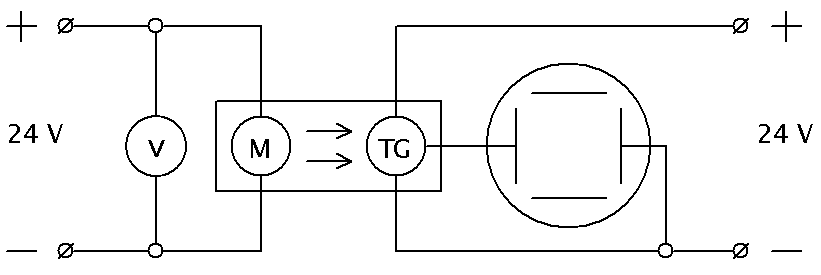 + +
24 V V M TG 24 V
— —